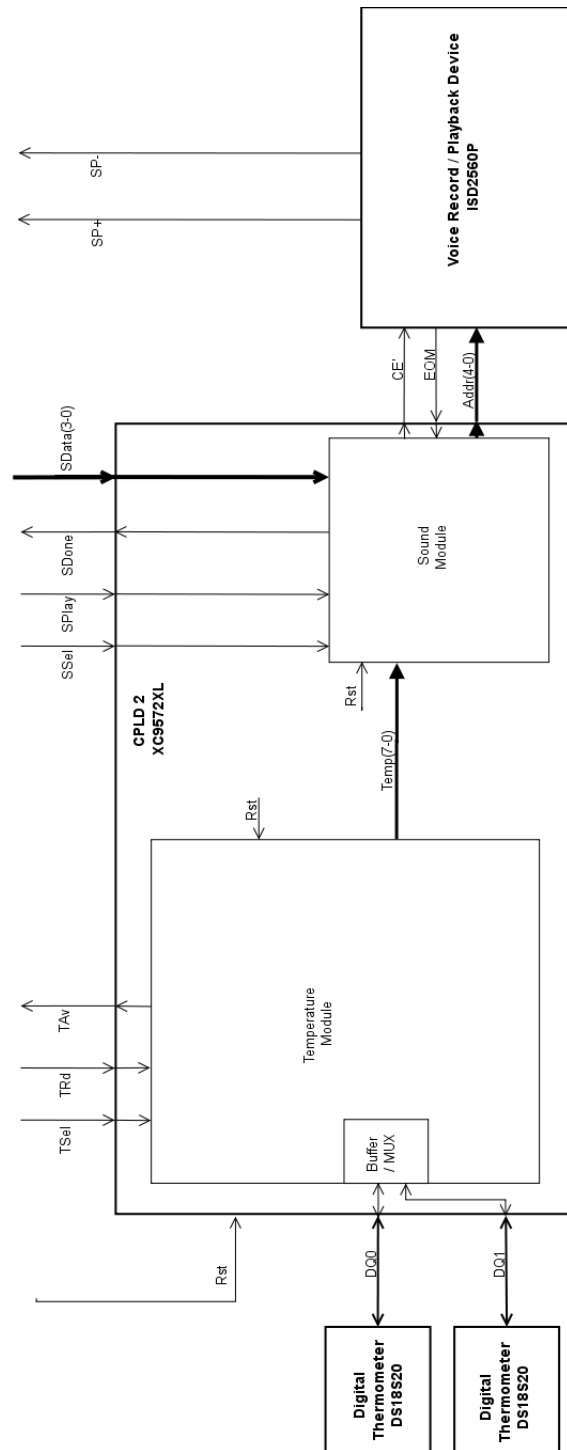 SP-
SP+
Voice Record / Playback Device
ISD2560P
CE'
EOM
Addr(4-0)
SData(3-0)
SDone
SPlay
SSel
CPLD 2
XC9572XL
Sound
Module
Rst
Temp(7-0)
Rst
TAv
TRd
TSel
Temperature
Module
Buffer
/ MUX
Rst
DQ0
DQ1
Digital
Thermometer
DS18S20
Digital
Thermometer
DS18S20